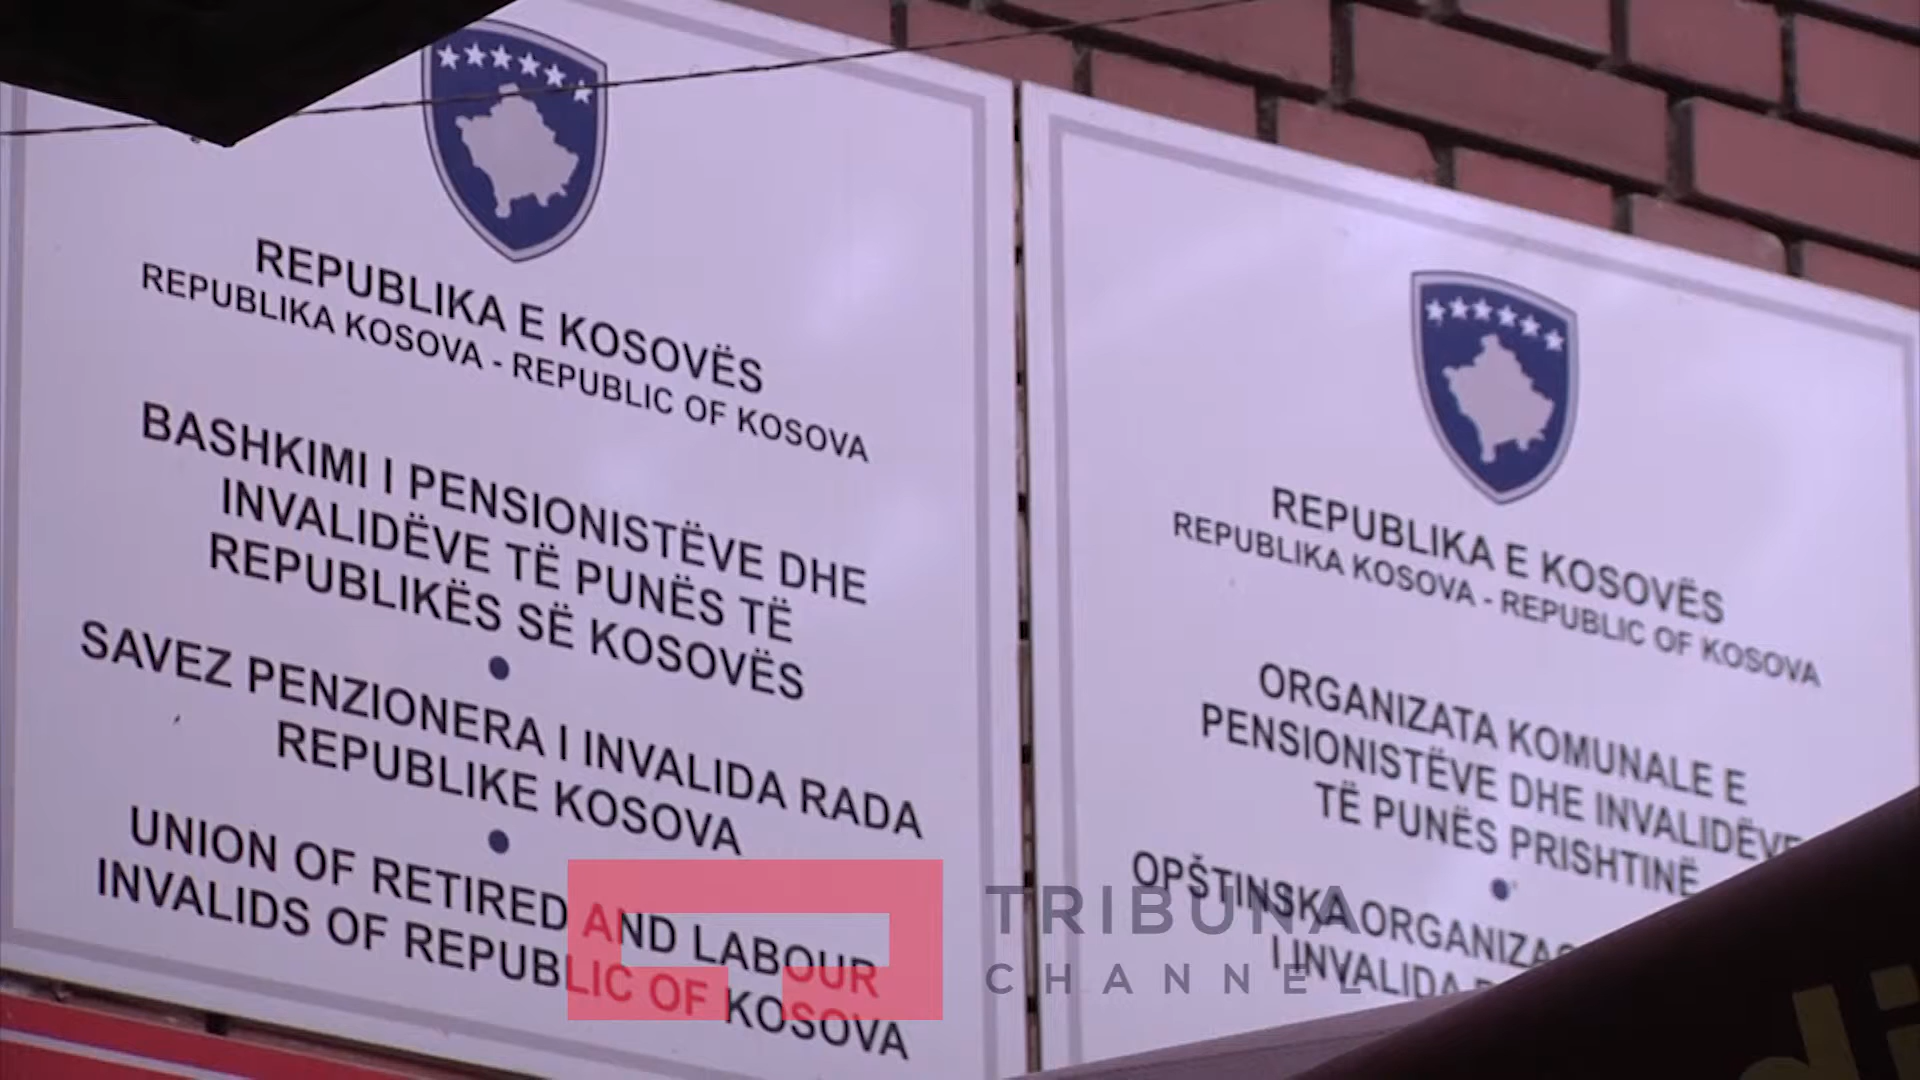 REPUBLIKA E KOSOVËS
REPUBLIKA KOSOVA - REPUBLIC OF KOSOVA
BASHKIMI I PENSIONISTËVE DHE
INVALIDËVE TË PUNËS TË
REPUBLIKËS SË KOSOVËS
SAVEZ PENZIONERA I INVALIDA RADA
REPUBLIKE KOSOVA
UNION OF RETIRED AND LABOUR
INVALIDS OF REPUBLIC OF KOSOVA
REPUBLIKA E KOSOVËS
REPUBLIKA KOSOVA - REPUBLIC OF KOSOVA
ORGANIZATA KOMUNALE E
PENSIONISTËVE DHE INVALIDËVE
TË PUNËS PRISHTINË
OPŠTINSKA
I INVALIDA
TRIBUNA
CHANNEL